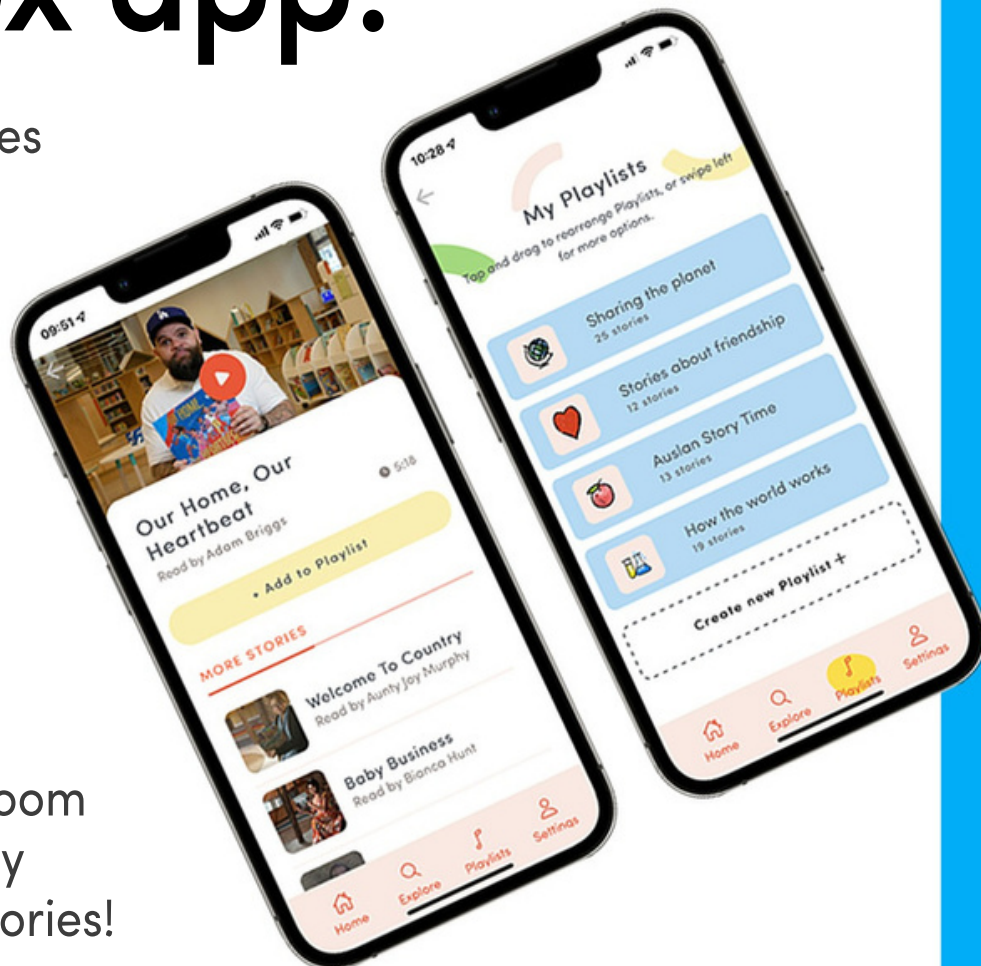 x app.
es
oom
y
ories!
09:51
Our Home, Our
Heartbeat
5:18
Read by Adam Briggs
+ Add to Playlist
MORE STORIES
Welcome To Country
Read by Aunty Joy Murphy
Baby Business
Read by Bianca Hunt
Home
Explore
Playlists
Settings
10:28
My Playlists
Tap and drag to rearrange Playlists, or swipe left
for more options.
Sharing the planet
25 stories
Stories about friendship
12 stories
Auslan Story Time
13 stories
How the world works
19 stories
Create new Playlist +
Home
Explore
Playlists
Settings